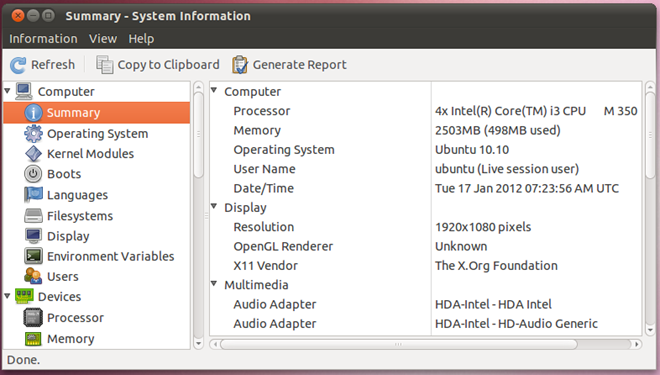 Summary - System Information
Information View Help
Refresh Copy to Clipboard Generate Report
Computer
Summary
Operating System
Kernel Modules
Boots
Languages
Filesystems
Display
Environment Variables
Users
Devices
Processor
Memory
Computer
Processor 4x Intel(R) Core(TM) i3 CPU M 350
Memory 2503MB (498MB used)
Operating System Ubuntu 10.10
User Name ubuntu (Live session user)
Date/Time Tue 17 Jan 2012 07:23:56 AM UTC
Display
Resolution 1920x1080 pixels
OpenGL Renderer Unknown
X11 Vendor The X.Org Foundation
Multimedia
Audio Adapter HDA-Intel - HDA Intel
Audio Adapter HDA-Intel - HD-Audio Generic
Done.